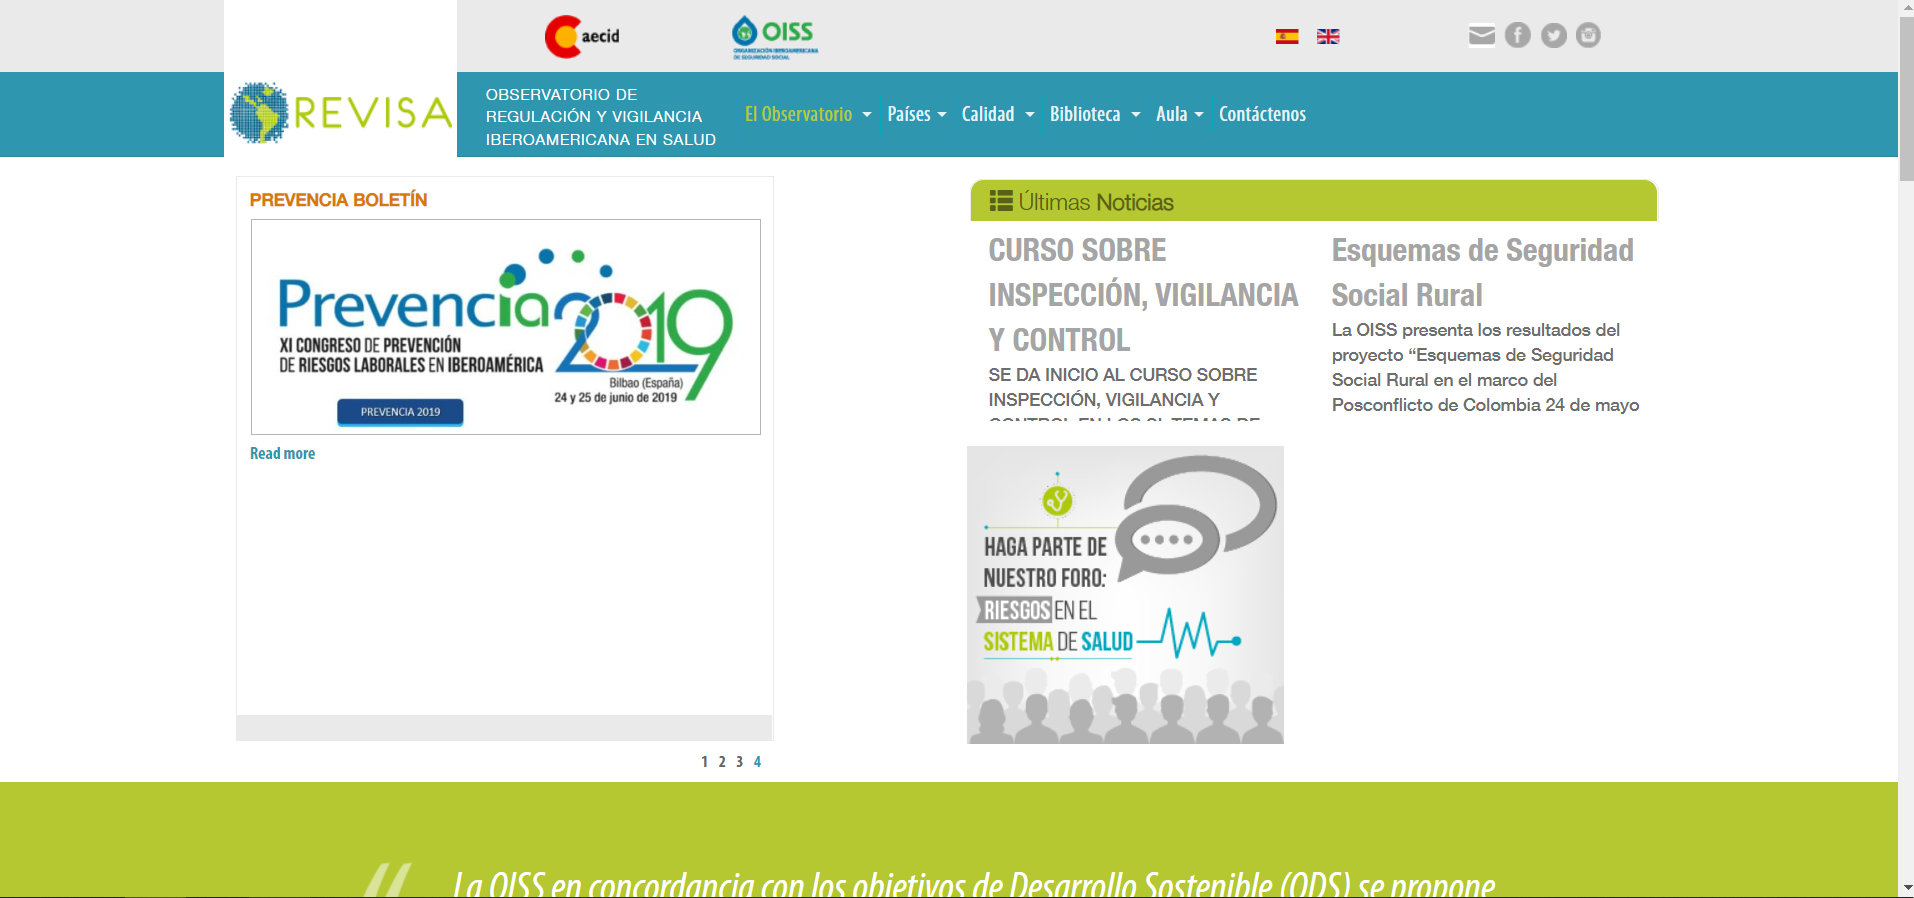 aecid
OISS
ORGANIZACIÓN IBEROAMERICANA
DE SEGURIDAD SOCIAL
REVISA
OBSERVATORIO DE
REGULACIÓN Y VIGILANCIA
IBEROAMERICANA EN SALUD
El Observatorio Países Calidad Biblioteca Aula Contáctenos
PREVENCIA BOLETÍN
Prevencia 2019
XI CONGRESO DE PREVENCIÓN
DE RIESGOS LABORALES EN IBEROAMÉRICA
Bilbao (España)
24 y 25 de junio de 2019
PREVENCIA 2019
Read more
1 2 3 4
Últimas Noticias
CURSO SOBRE
INSPECCIÓN, VIGILANCIA
Y CONTROL
SE DA INICIO AL CURSO SOBRE
INSPECCIÓN, VIGILANCIA Y
Esquemas de Seguridad
Social Rural
La OISS presenta los resultados del
proyecto “Esquemas de Seguridad
Social Rural en el marco del
Posconflicto de Colombia 24 de mayo
HAGA PARTE DE
NUESTRO FORO:
RIESGOS EN EL
SISTEMA DE SALUD
“
La OISS en concordancia con los objetivos de Desarrollo Sostenible (ODS) se propone